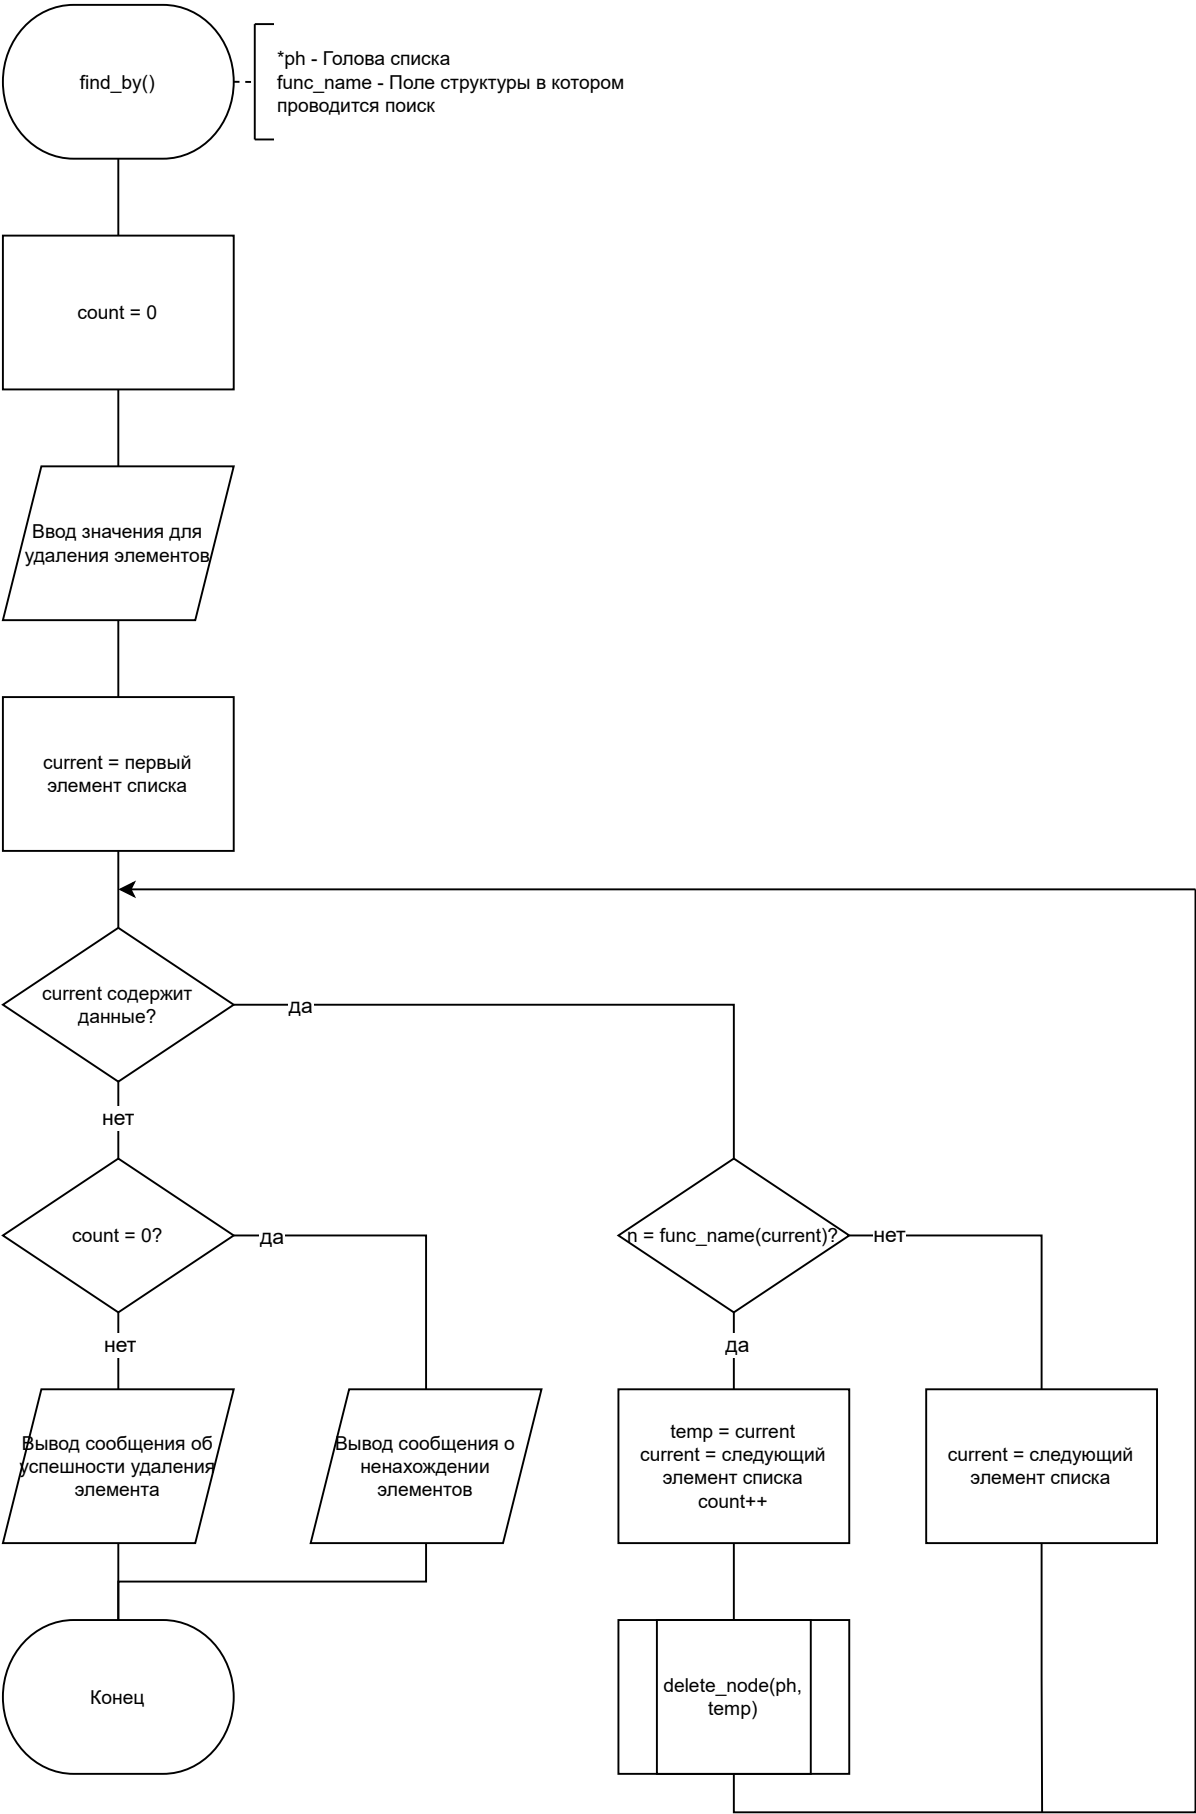 find_by()
*ph - Голова списка
func_name - Поле структуры в котором
проводится поиск
count = 0
Ввод значения для
удаления элементов
current = первый
элемент списка
current содержит
данные?
да
нет
count = 0?
да
n = func_name(current)?
нет
нет
да
Вывод сообщения об
успешности удаления
элемента
Вывод сообщения о
ненахождении
элементов
temp = current
current = следующий
элемент списка
count++
current = следующий
элемент списка
delete_node(ph,
temp)
Конец